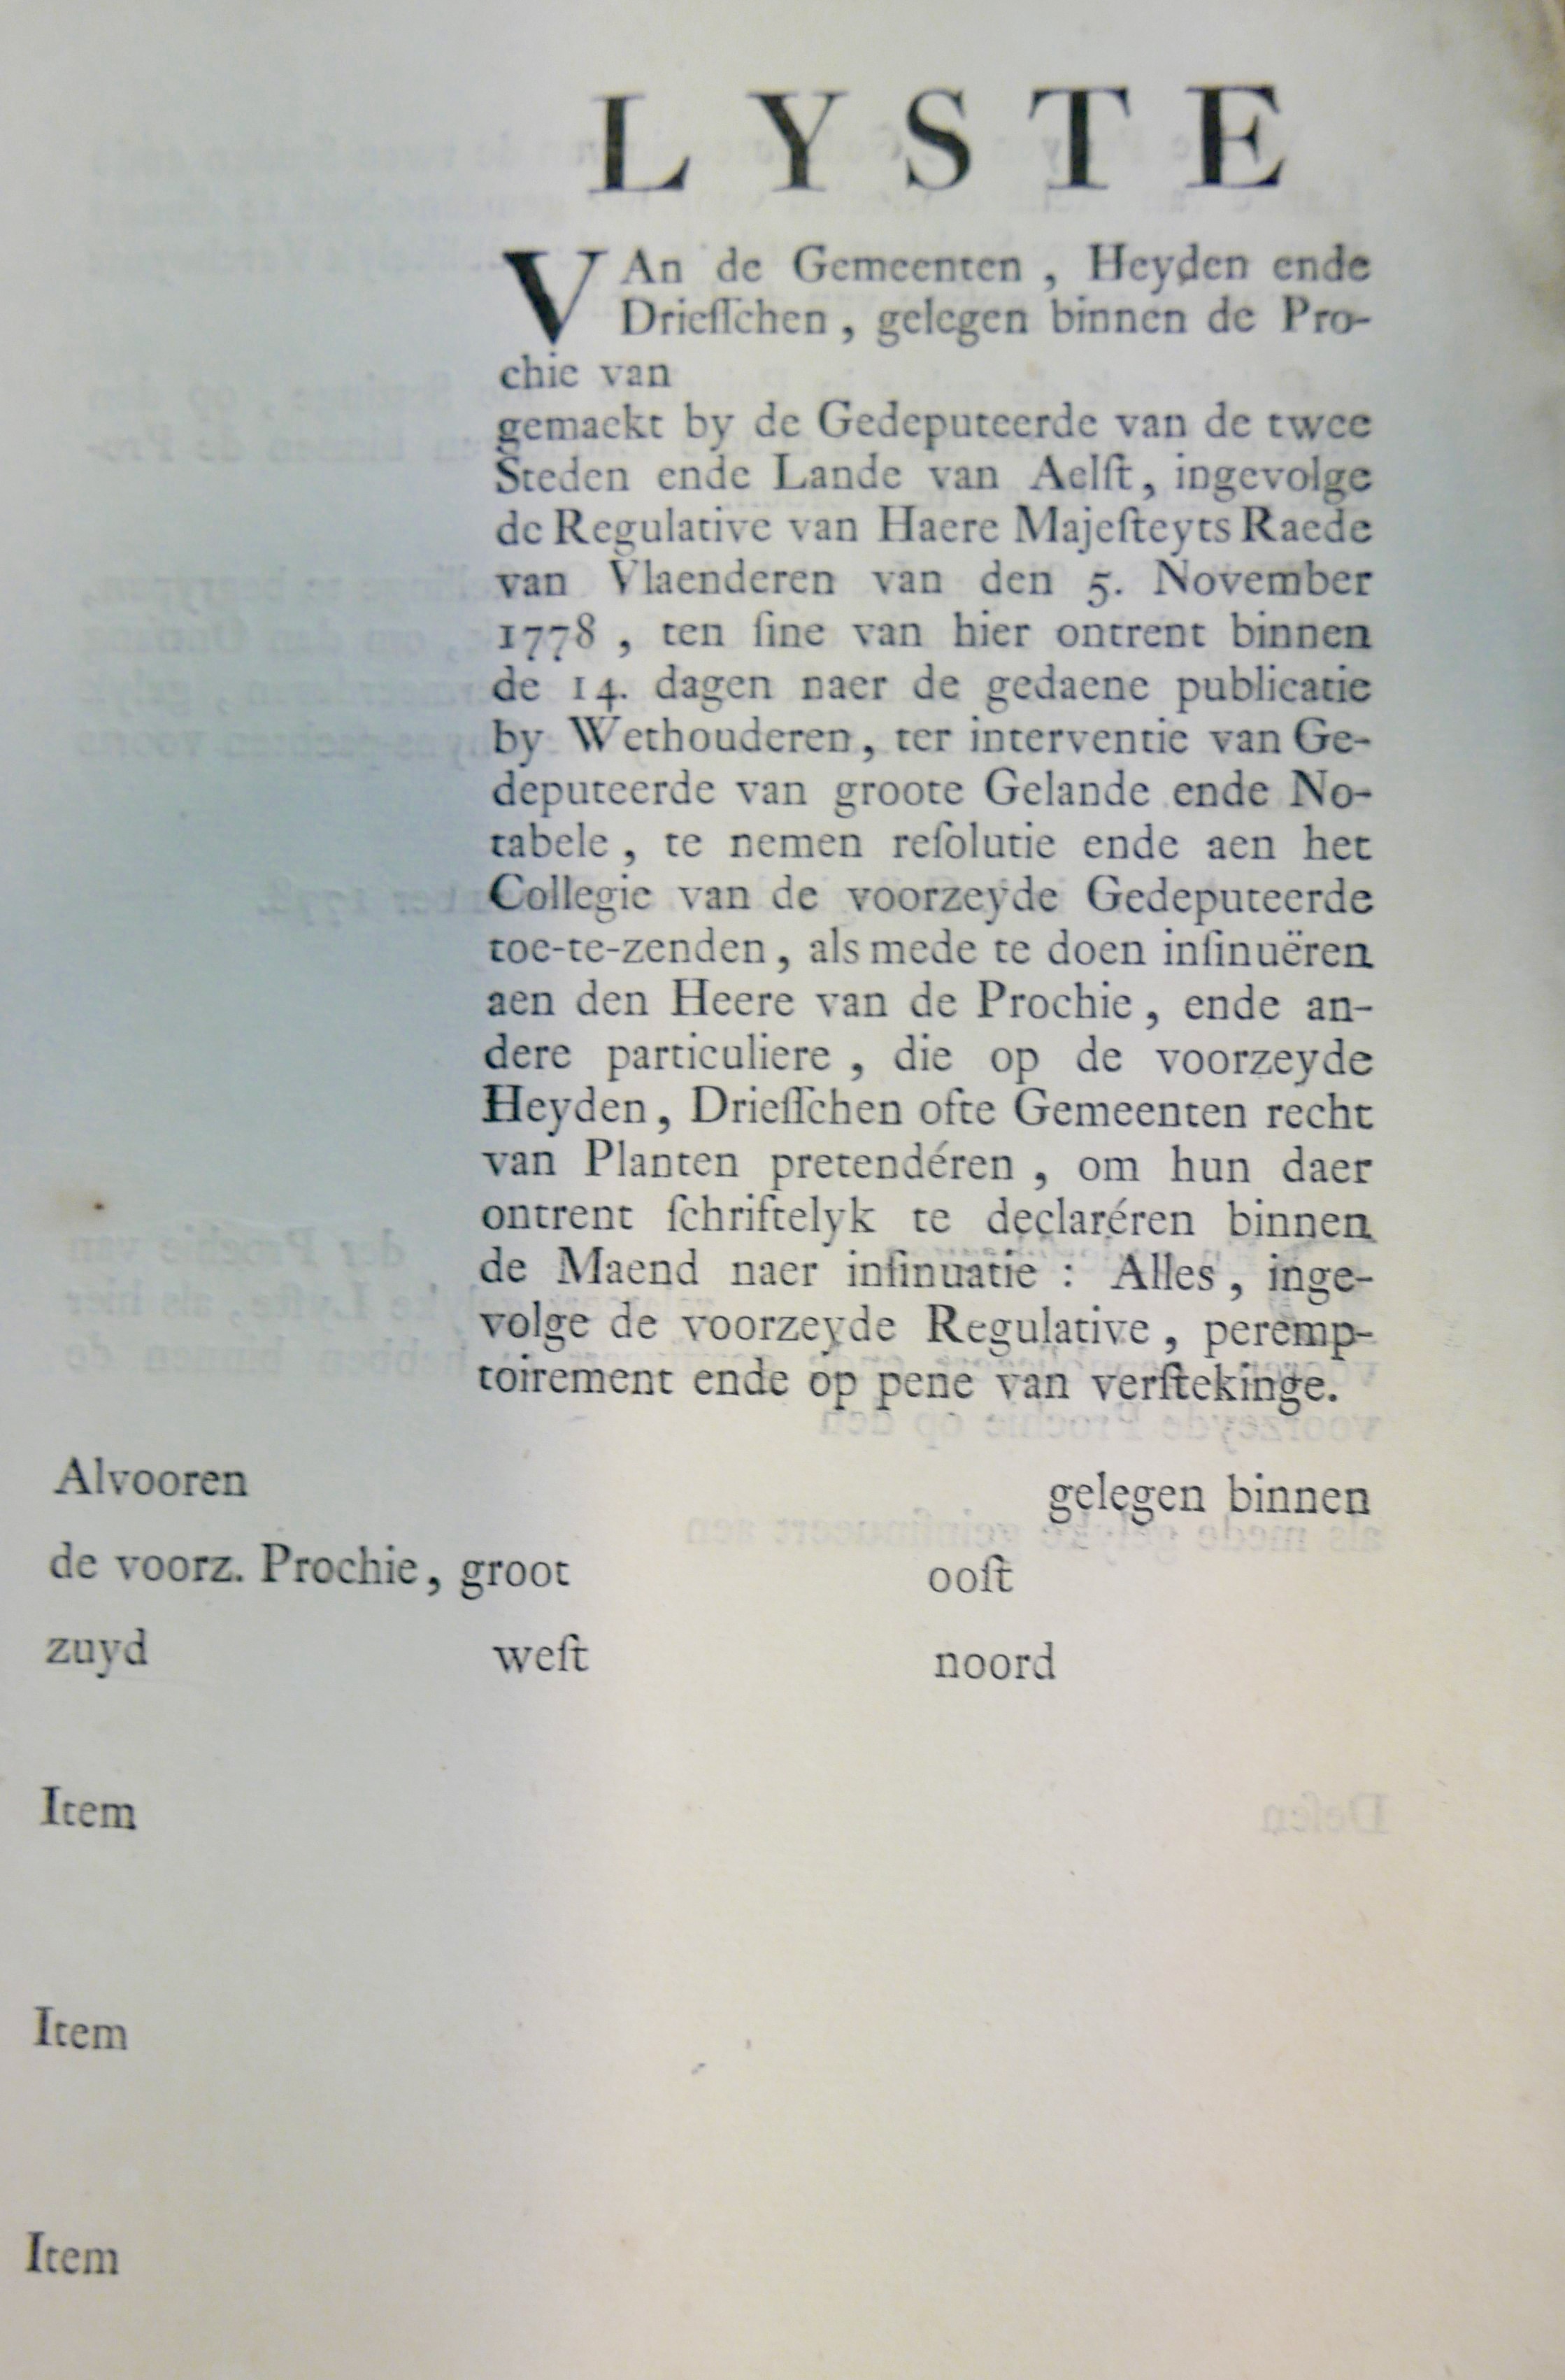 LYSTE
VAn de Gemeenten, Heyden ende
Drieſſchen, gelegen binnen de Pro-
chie van
gemaekt by de Gedeputeerde van de twee
Steden ende Lande van Aelſt, ingevolge
de Regulative van Haere Majeſteyts Raede
van Vlaenderen van den 5. November
1778, ten fine van hier ontrent binnen
de 14. dagen naer de gedaene publicatie
by Wethouderen, ter interventie van Ge-
deputeerde van groote Gelande ende No-
tabele, te nemen reſolutie ende aen het
Collegie van de voorzeyde Gedeputeerde
toe-te-zenden, als mede te doen inſinuëren
aen den Heere van de Prochie, ende an-
dere particuliere, die op de voorzeyde
Heyden, Drieſſchen ofte Gemeenten recht
van Planten pretendéren, om hun daer
ontrent ſchriftelyk te declaréren binnen
de Maend naer inſinuatie: Alles, inge-
volge de voorzeyde Regulative, peremp-
toirement ende op pene van verſtekinge.
Alvooren gelegen binnen
de voorz. Prochie, groot ooſt
zuyd weſt noord
Item
Item
Item